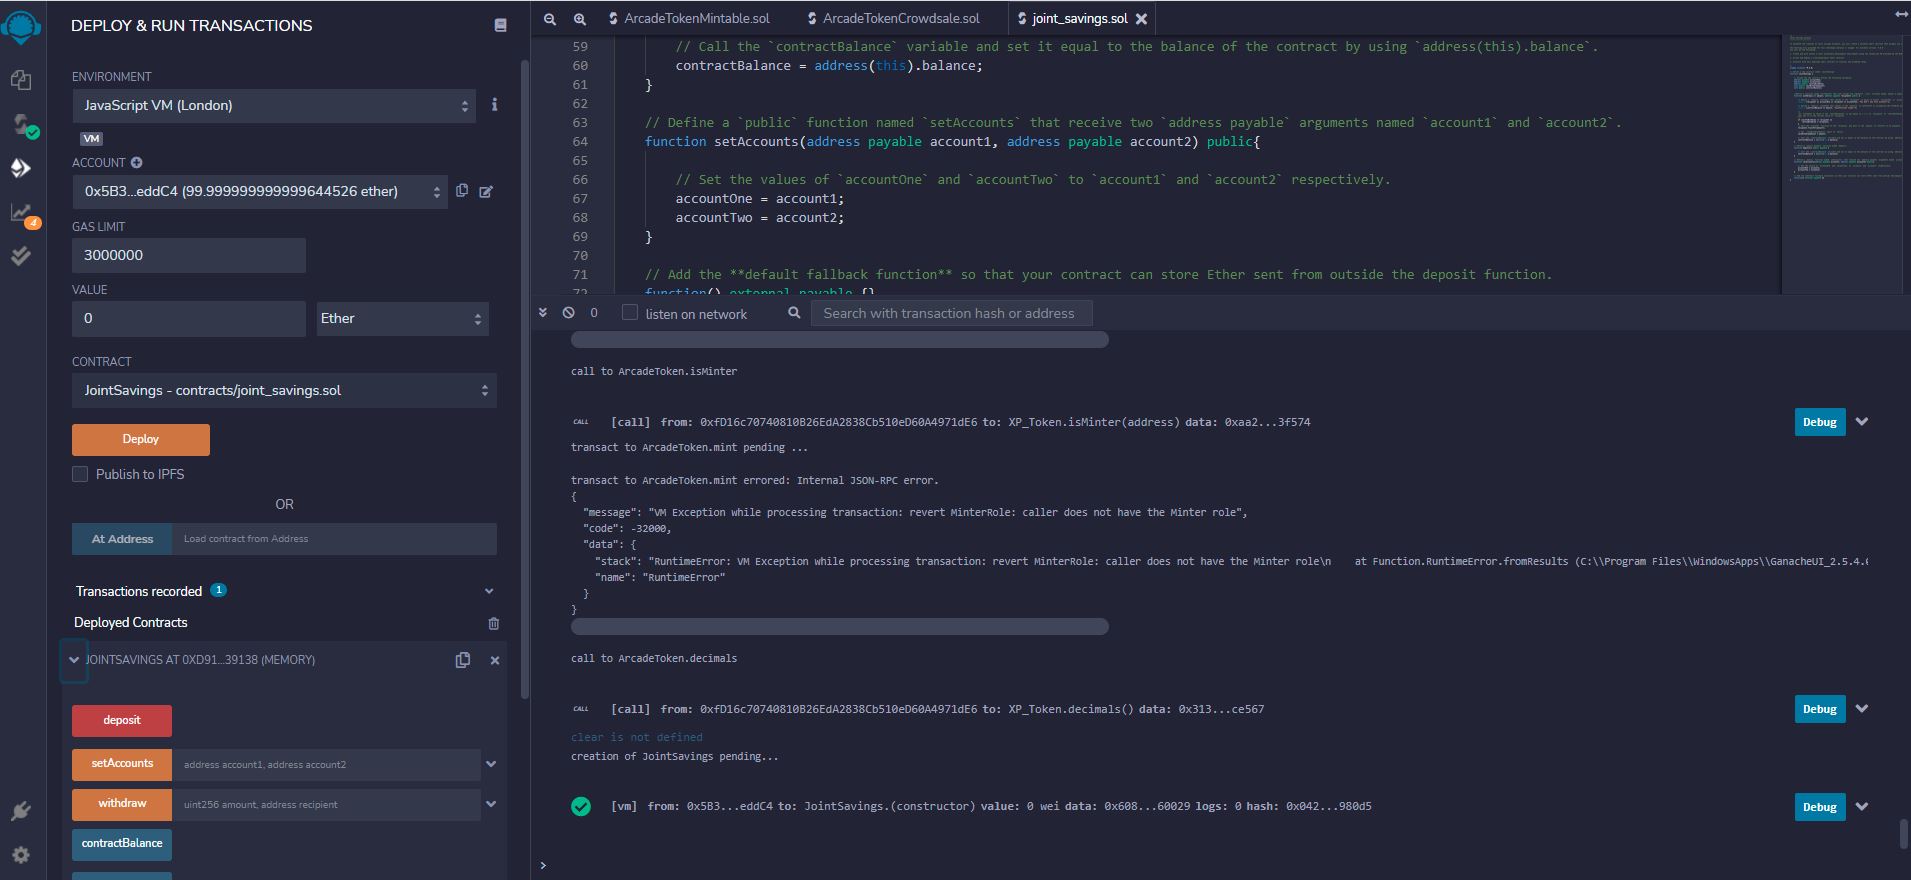 DEPLOY & RUN TRANSACTIONS
ENVIRONMENT
JavaScript VM (London)
VM
ACCOUNT
0x5B3...eddC4 (99.999999999999644526 ether)
GAS LIMIT
3000000
VALUE
0
Ether
CONTRACT
JointSavings - contracts/joint_savings.sol
Deploy
Publish to IPFS
OR
At Address
Load contract from Address
Transactions recorded 1
Deployed Contracts
JOINTSAVINGS AT 0XD91...39138 (MEMORY)
deposit
setAccounts
address account1, address account2
withdraw
uint256 amount, address recipient
contractBalance
4
ArcadeTokenMintable.sol
ArcadeTokenCrowdsale.sol
joint_savings.sol
59 // Call the `contractBalance` variable and set it equal to the balance of the contract by using `address(this).balance`.
60 contractBalance = address(this).balance;
61 }
62
63 // Define a `public` function named `setAccounts` that receive two `address payable` arguments named `account1` and `account2`.
64 function setAccounts(address payable account1, address payable account2) public{
65
66 // Set the values of `accountOne` and `accountTwo` to `account1` and `account2` respectively.
67 accountOne = account1;
68 accountTwo = account2;
69 }
70
71 // Add the **default fallback function** so that your contract can store Ether sent from outside the deposit function.
72 function() external payable {}
0
listen on network
Search with transaction hash or address
call to ArcadeToken.isMinter
CALL [call] from: 0xfD16c70740810B26EdA2838Cb510eD60A4971dE6 to: XP_Token.isMinter(address) data: 0xaa2...3f574
Debug
transact to ArcadeToken.mint pending ...
transact to ArcadeToken.mint errored: Internal JSON-RPC error.
{
"message": "VM Exception while processing transaction: revert MinterRole: caller does not have the Minter role",
"code": -32000,
"data": {
"stack": "RuntimeError: VM Exception while processing transaction: revert MinterRole: caller does not have the Minter role\n at Function.RuntimeError.fromResults (C:\\Program Files\\WindowsApps\\GanacheUI_2.5.4.0
"name": "RuntimeError"
}
}
call to ArcadeToken.decimals
CALL [call] from: 0xfD16c70740810B26EdA2838Cb510eD60A4971dE6 to: XP_Token.decimals() data: 0x313...ce567
Debug
clear is not defined
creation of JointSavings pending...
[vm] from: 0x5B3...eddC4 to: JointSavings.(constructor) value: 0 wei data: 0x608...60029 logs: 0 hash: 0x042...980d5
Debug
>